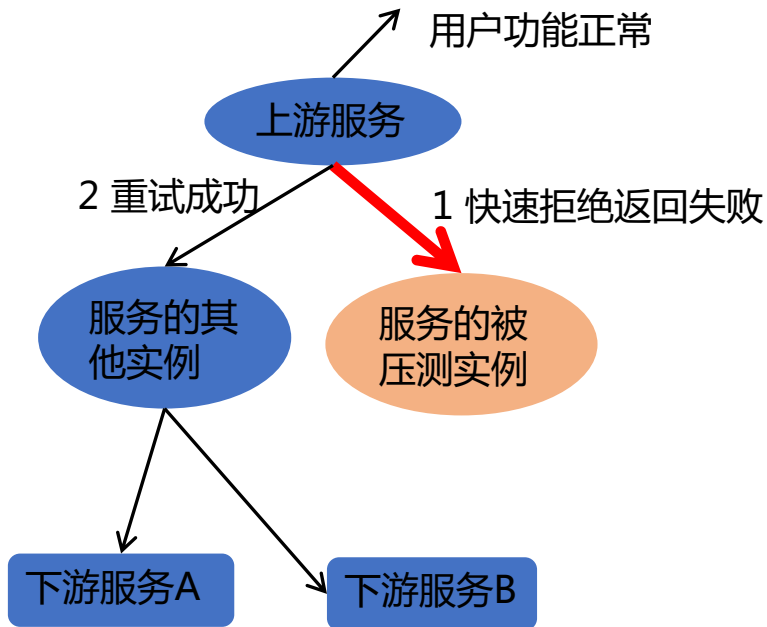 用户功能正常
上游服务
2 重试成功
1 快速拒绝返回失败
服务的其
他实例
服务的被
压测实例
下游服务A
下游服务B